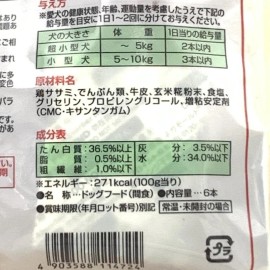 与え方
※愛犬の健康状態、年齢、運動量を考慮したうえで下記の
給与量を目安に1日1~2回に分けてお与えください。
犬の大きさ 体重 1日当りの給与量
超小型犬 ~5kg 2本以内
小型犬 5~10kg 3本以内
原材料名
鶏ササミ、でんぷん類、牛皮、玄米糀粉末、食塩、
グリセリン、プロピレングリコール、増粘安定剤
(CMC・キサンタンガム)
成分表
たん白質:36.5%以上 灰分:3.5%以下
脂質:0.5%以上 水分:34.0%以下
粗繊維:1.0%以下
※エネルギー:271kcal(100g当り)
●名称…ドッグフード(間食) ●内容量…6本
●賞味期限(年月ロット番号)別記 常温・未開封の場合
4903588114724
プラ